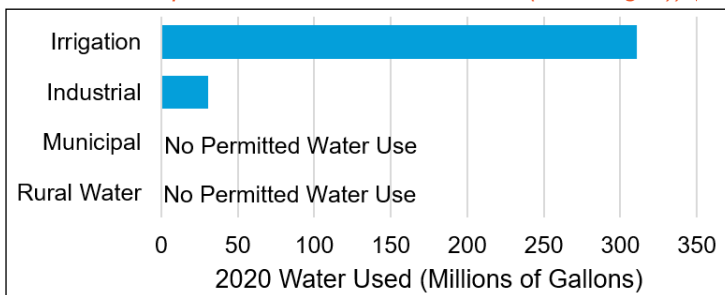 Irrigation
Industrial
Municipal No Permitted Water Use
Rural Water No Permitted Water Use
0 50 100 150 200 250 300 350
2020 Water Used (Millions of Gallons)